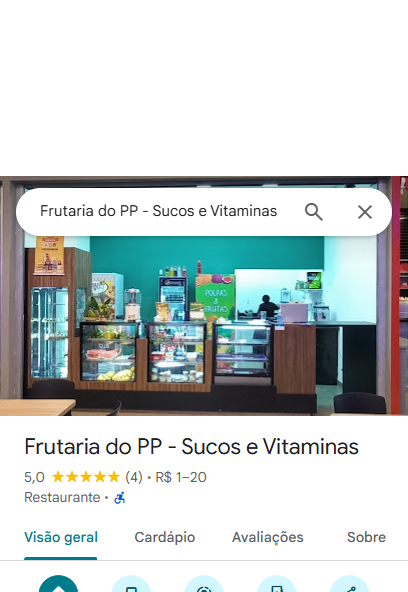 Frutaria do PP - Sucos e Vitaminas
POLPAS
FRUTAS
Frutaria do PP - Sucos e Vitaminas
5,0 ★★★★★ (4) • R$ 1–20
Restaurante •
Visão geral
Cardápio
Avaliações
Sobre